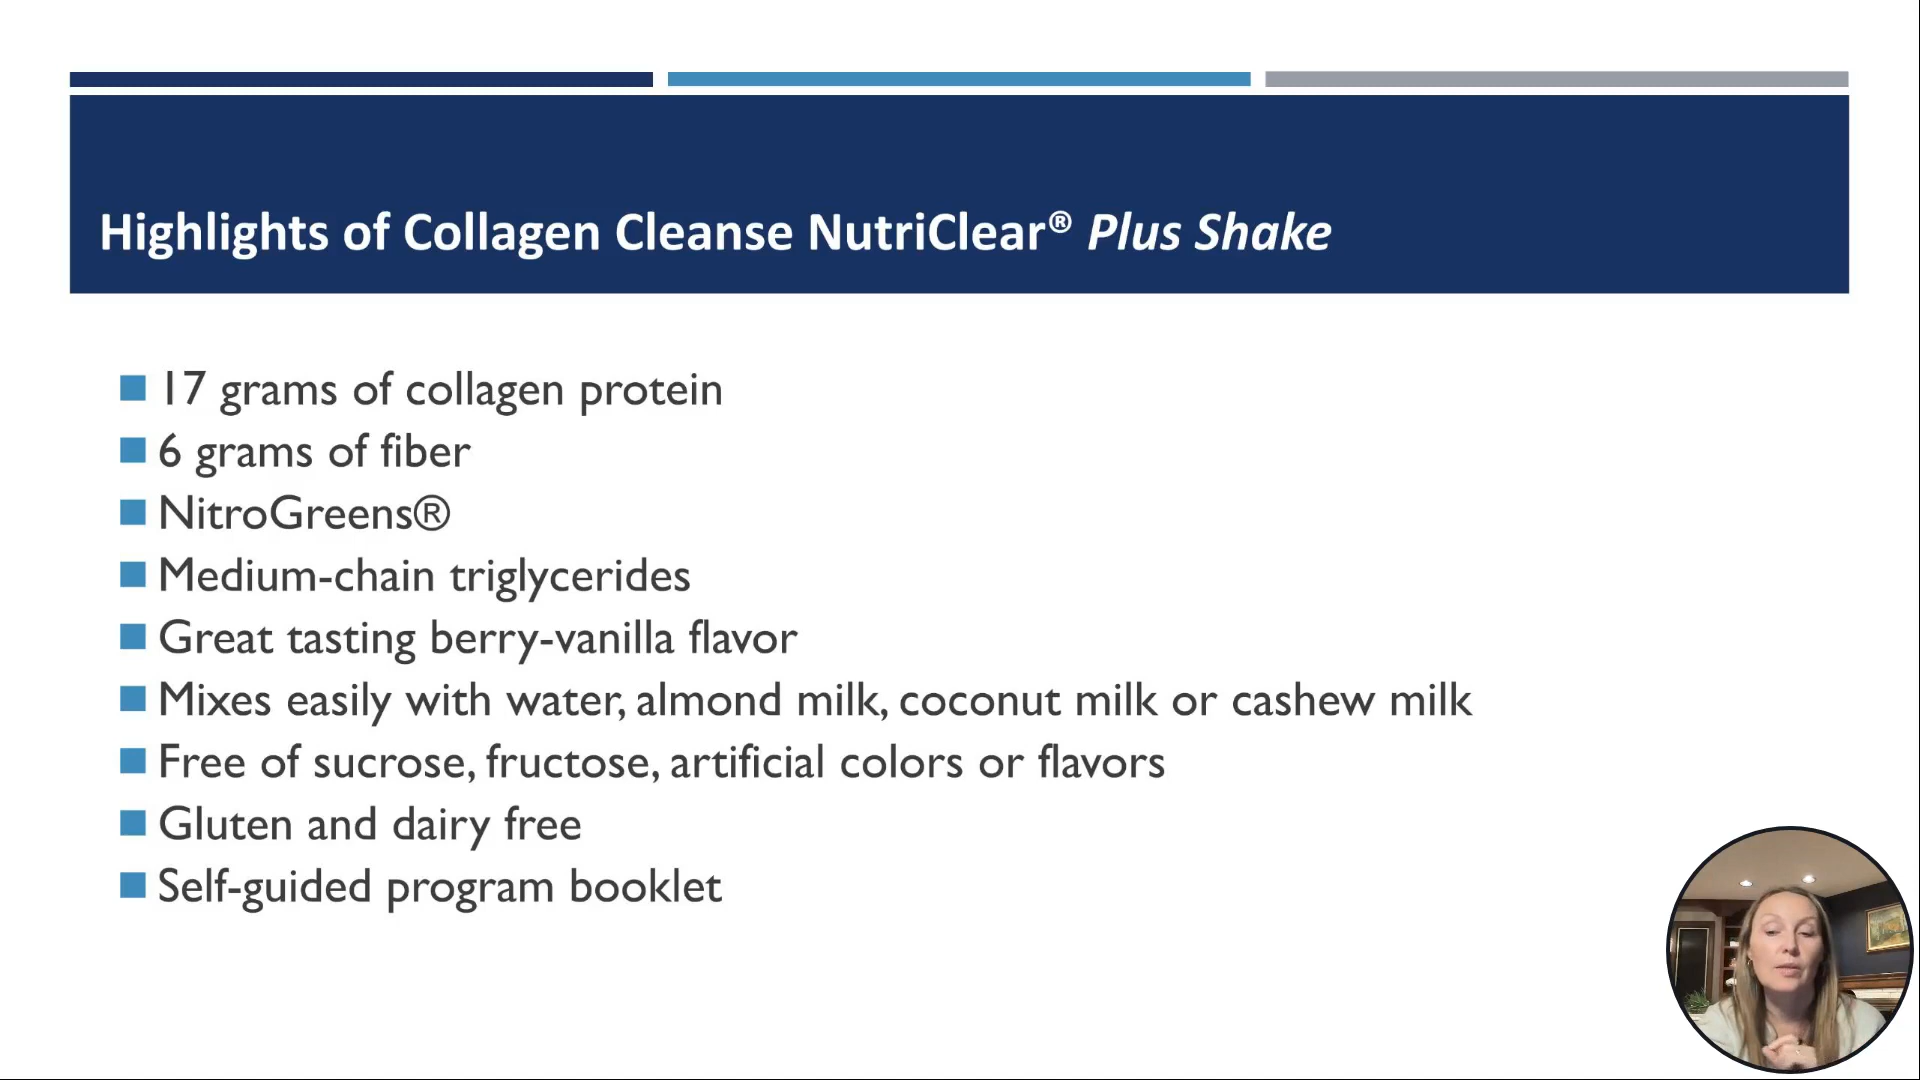 Highlights of Collagen Cleanse NutriClear® Plus Shake
17 grams of collagen protein
6 grams of fiber
NitroGreens®
Medium-chain triglycerides
Great tasting berry-vanilla flavor
Mixes easily with water, almond milk, coconut milk or cashew milk
Free of sucrose, fructose, artificial colors or flavors
Gluten and dairy free
Self-guided program booklet